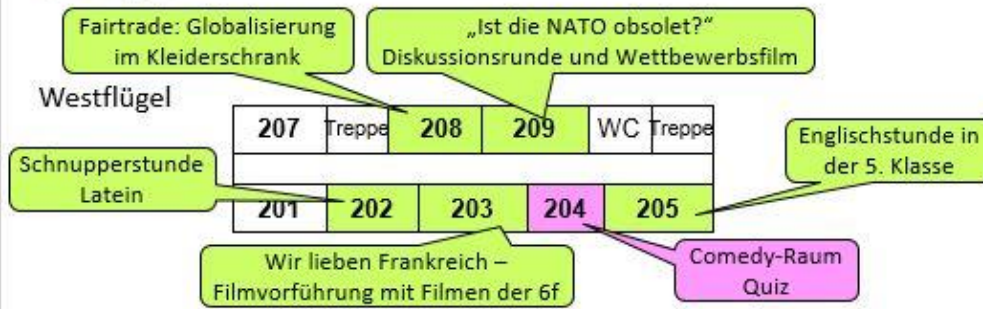 Fairtrade: Globalisierung
im Kleiderschrank
„Ist die NATO obsolet?“
Diskussionsrunde und Wettbewerbsfilm
Westflügel
207 Treppe 208 209 WC Treppe
Englischstunde in
der 5. Klasse
Schnupperstunde
Latein
201 202 203 204 205
Wir lieben Frankreich –
Filmvorführung mit Filmen der 6f
Comedy-Raum
Quiz